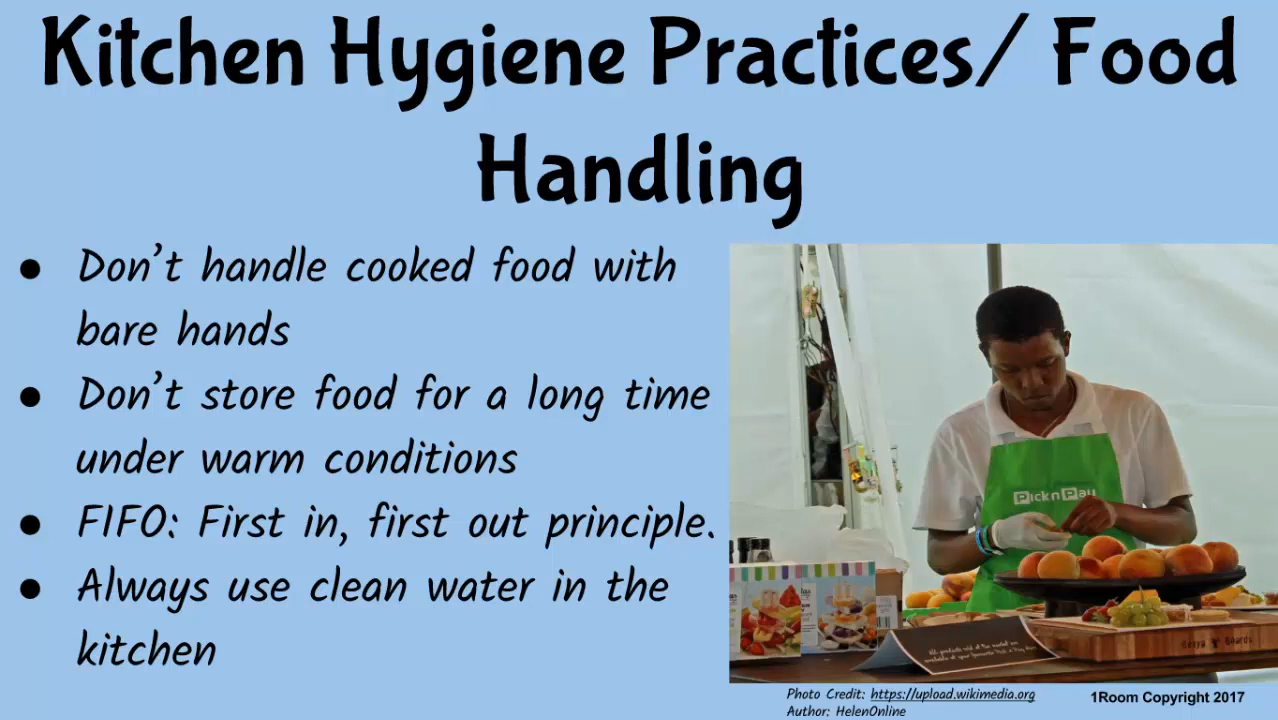 Kitchen Hygiene Practices/ Food
Handling
● Don't handle cooked food with
bare hands
● Don't store food for a long time
under warm conditions
● FIFO: First in, first out principle.
● Always use clean water in the
kitchen
PicknPay
Photo Credit: https://upload.wikimedia.org
Author: HelenOnline
1Room Copyright 2017